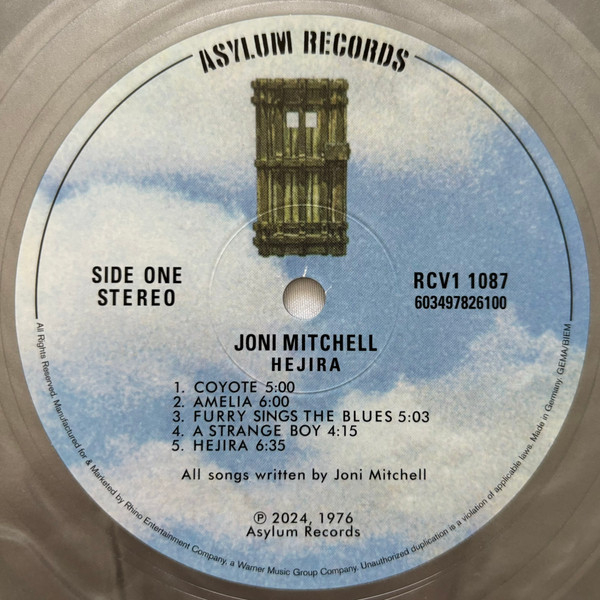 ASYLUM RECORDS
SIDE ONE
STEREO
RCV1 1087
603497826100
JONI MITCHELL
HEJIRA
1. COYOTE 5:00
2. AMELIA 6:00
3. FURRY SINGS THE BLUES 5:03
4. A STRANGE BOY 4:15
5. HEJIRA 6:35
All songs written by Joni Mitchell
℗ 2024, 1976
Asylum Records
All Rights Reserved. Manufactured for & Marketed by Rhino Entertainment Company, a Warner Music Group Company. Unauthorized duplication is a violation of applicable laws. Made in Germany. GEMA/BIEM